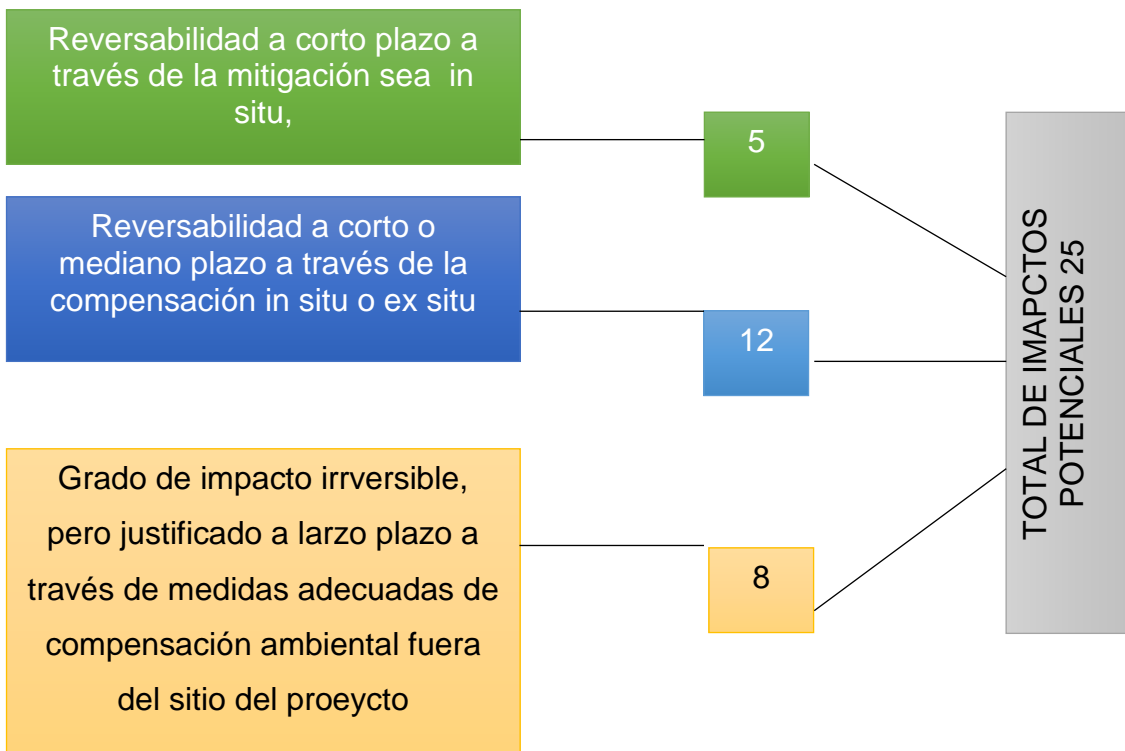 Reversabilidad a corto plazo a
través de la mitigación sea in
situ,
5
Reversabilidad a corto o
mediano plazo a través de la
compensación in situ o ex situ
12
Grado de impacto irrversible,
pero justificado a larzo plazo a
través de medidas adecuadas de
compensación ambiental fuera
del sitio del proeycto
8
TOTAL DE IMAPCTOS
POTENCIALES 25